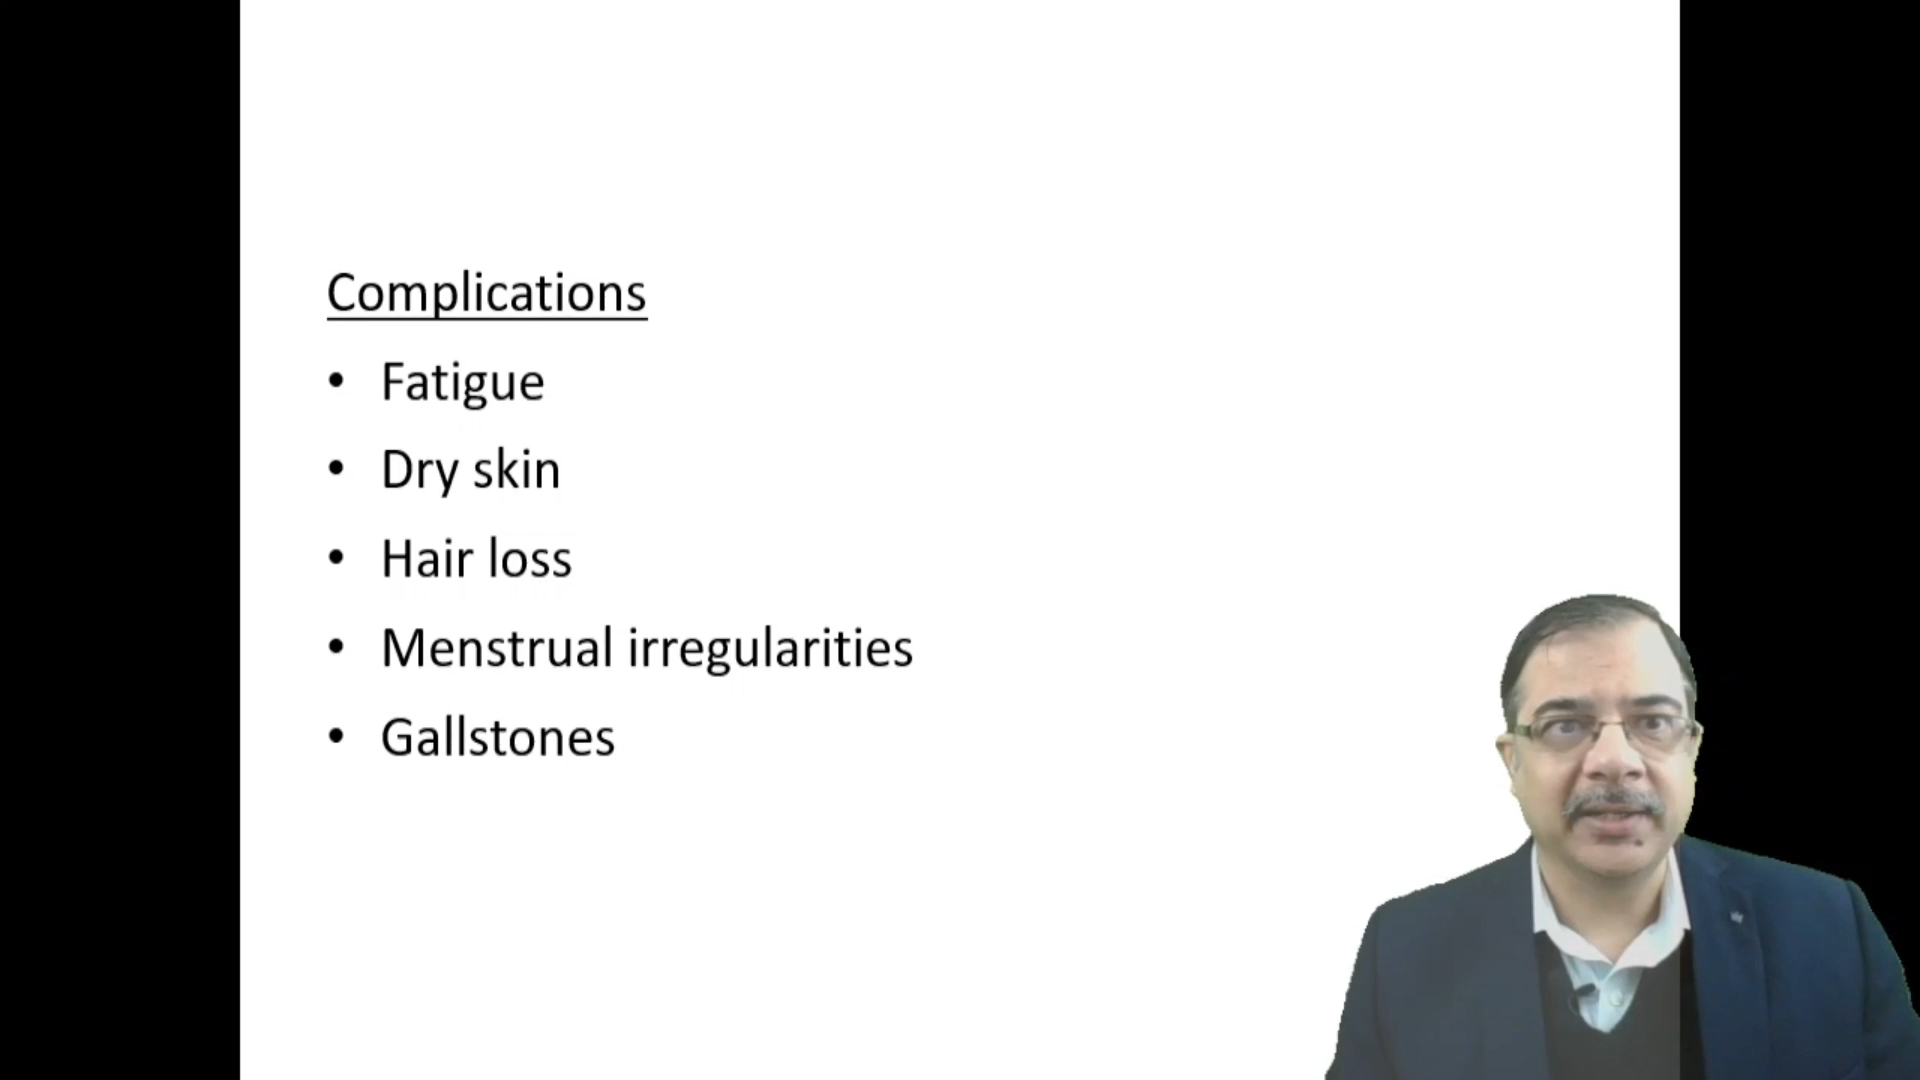 Complications
• Fatigue
• Dry skin
• Hair loss
• Menstrual irregularities
• Gallstones